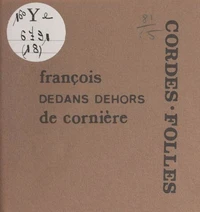 Y
françois
DEDANS DEHORS
de cornière
CORDES • FOLLES